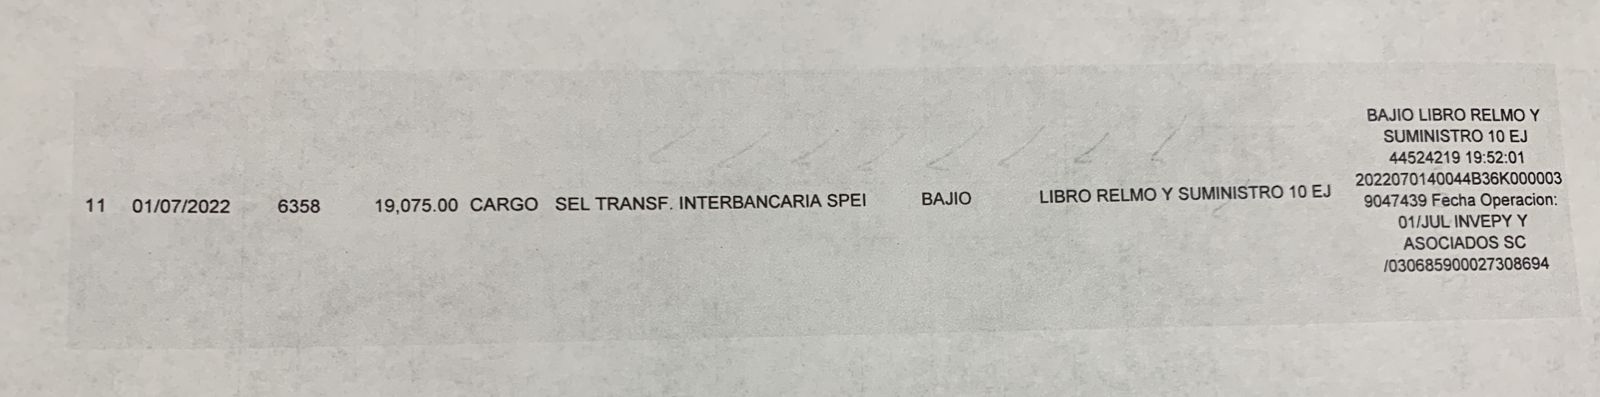 11 01/07/2022 6358 19,075.00 CARGO SEL TRANSF. INTERBANCARIA SPEI BAJIO LIBRO RELMO Y SUMINISTRO 10 EJ
BAJIO LIBRO RELMO Y
SUMINISTRO 10 EJ
44524219 19:52:01
2022070140044B36K000003
9047439 Fecha Operacion:
01/JUL INVEPY Y
ASOCIADOS SC
/030685900027308694